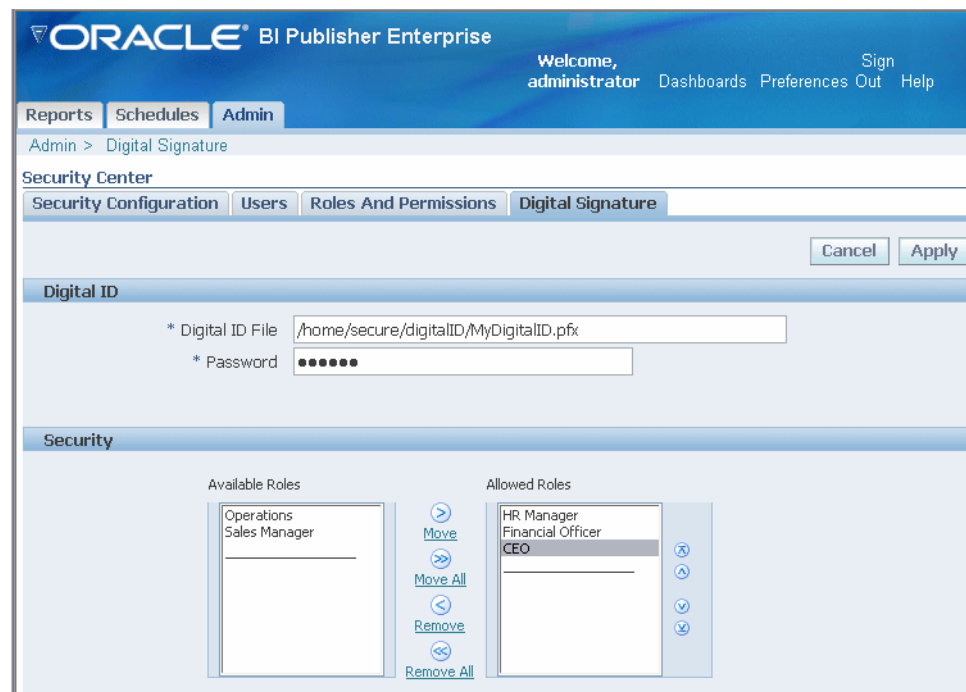 ORACLE® BI Publisher Enterprise
Welcome, administrator Dashboards Preferences Sign Out Help
Reports Schedules Admin
Admin > Digital Signature
Security Center
Security Configuration Users Roles And Permissions Digital Signature
Cancel Apply
Digital ID
* Digital ID File /home/secure/digitalID/MyDigitalID.pfx
* Password ●●●●●●
Security
Available Roles Allowed Roles
Operations
Sales Manager
Move
Move All
Remove
Remove All
HR Manager
Financial Officer
CEO